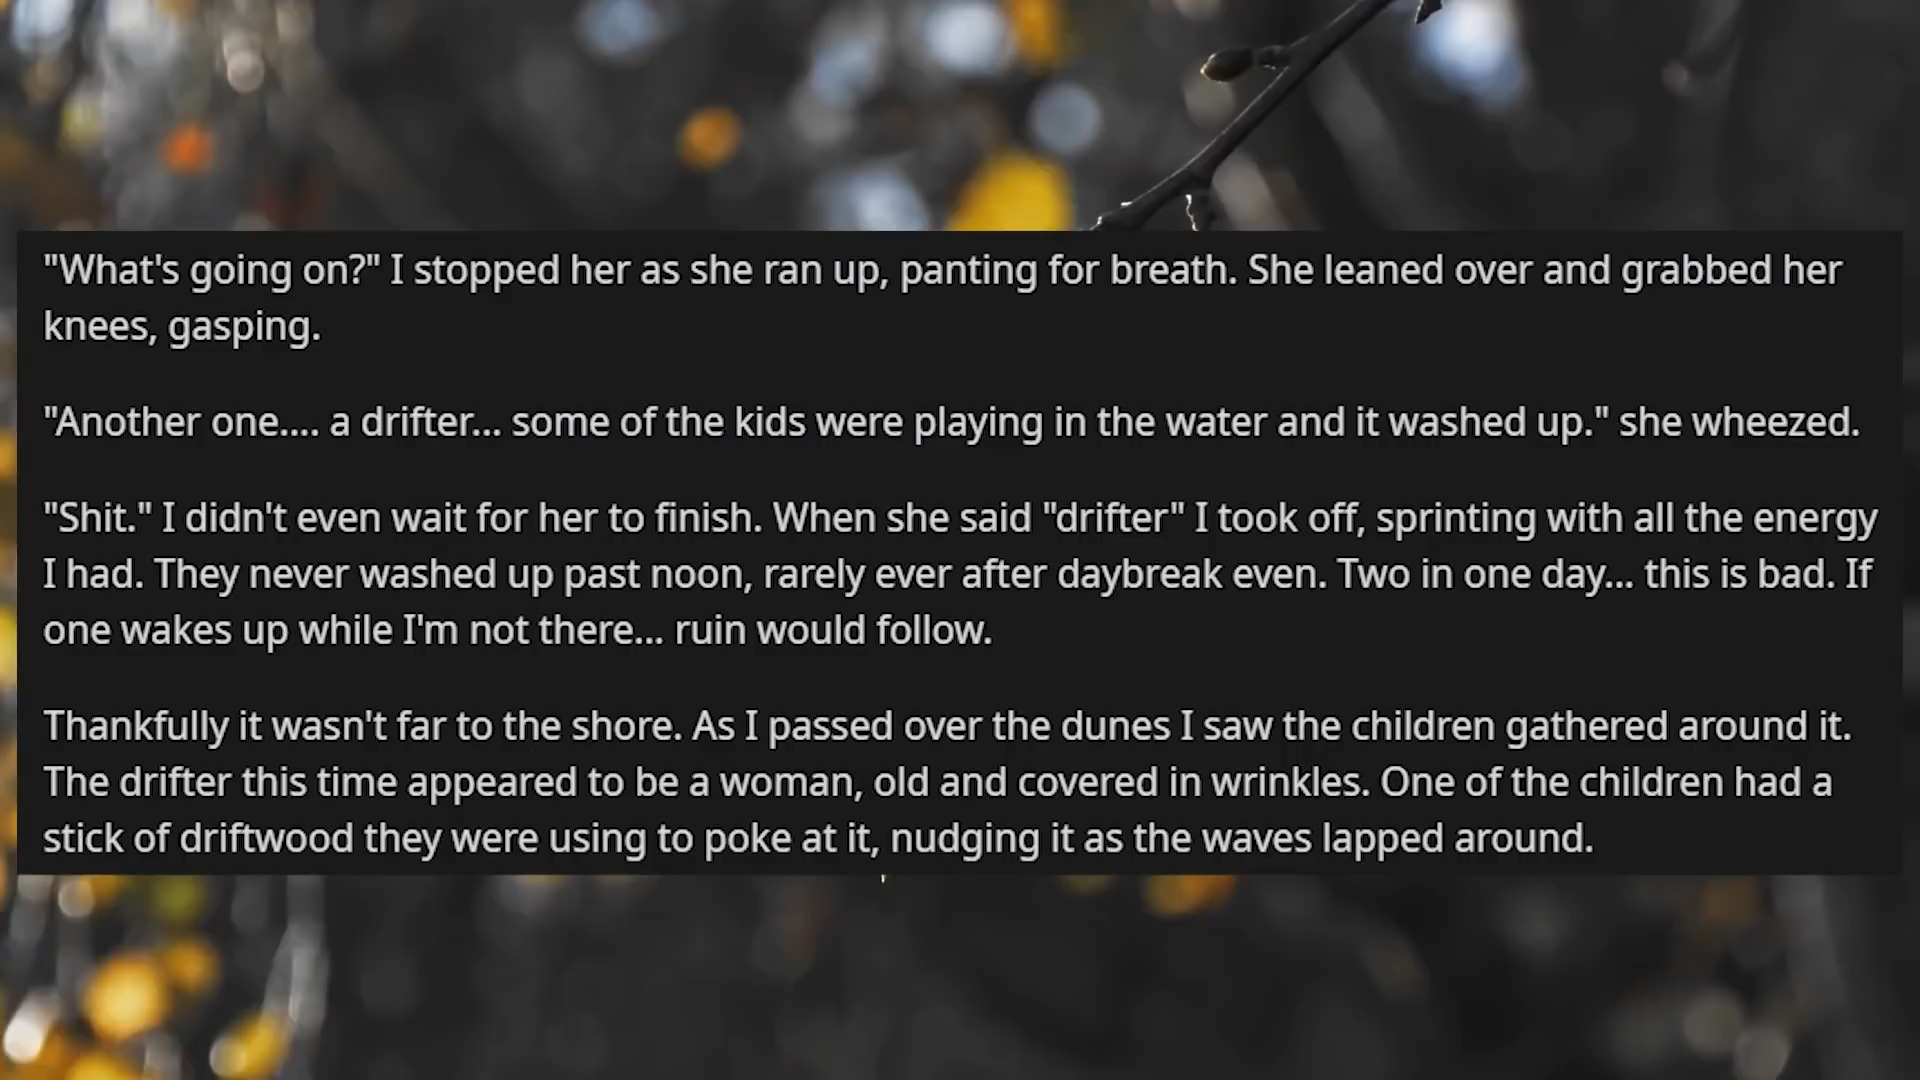 "What's going on?" I stopped her as she ran up, panting for breath. She leaned over and grabbed her
knees, gasping.
"Another one.... a drifter... some of the kids were playing in the water and it washed up." she wheezed.
"Shit." I didn't even wait for her to finish. When she said "drifter" I took off, sprinting with all the energy
I had. They never washed up past noon, rarely ever after daybreak even. Two in one day... this is bad. If
one wakes up while I'm not there... ruin would follow.
Thankfully it wasn't far to the shore. As I passed over the dunes I saw the children gathered around it.
The drifter this time appeared to be a woman, old and covered in wrinkles. One of the children had a
stick of driftwood they were using to poke at it, nudging it as the waves lapped around.